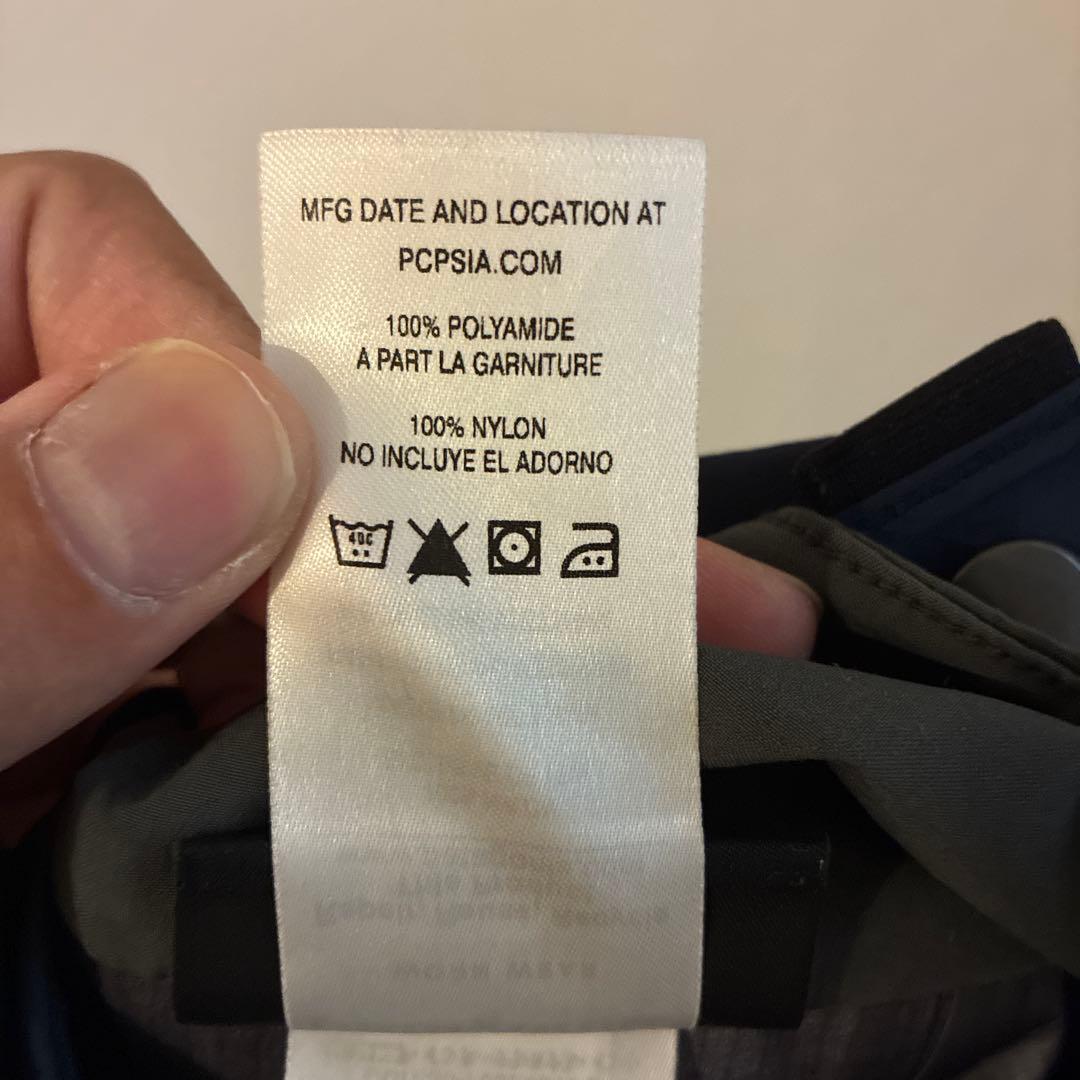 MFG DATE AND LOCATION AT
PCPSIA.COM
100% POLYAMIDE
A PART LA GARNITURE
100% NYLON
NO INCLUYE EL ADORNO
40C